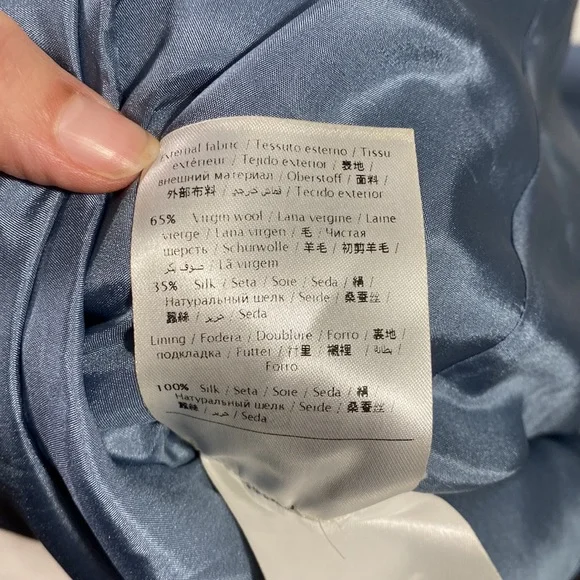 External fabric / Tessuto esterno / Tissu
extérieur / Tejido exterior / 表地 /
внешний материал / Oberstoff / 面料 /
外部布料 / قماش خارجي / Tecido exterior
65% Virgin wool / Lana vergine / Laine
vierge / Lana virgen / 毛 / Чистая
шерсть / Schurwolle / 羊毛 / 初剪羊毛 /
صوف بكر / Lã virgem
35% Silk / Seta / Soie / Seda / 絹 /
Натуральный шелк / Seide / 桑蚕丝 /
蠶絲 / حرير / Seda
Lining / Fodera / Doublure / Forro / 裏地 /
подкладка / Futter / 衬里 / 襯裡 / بطانة /
Forro
100% Silk / Seta / Soie / Seda / 絹 /
Натуральный шелк / Seide / 桑蚕丝 /
蠶絲 / حرير / Seda